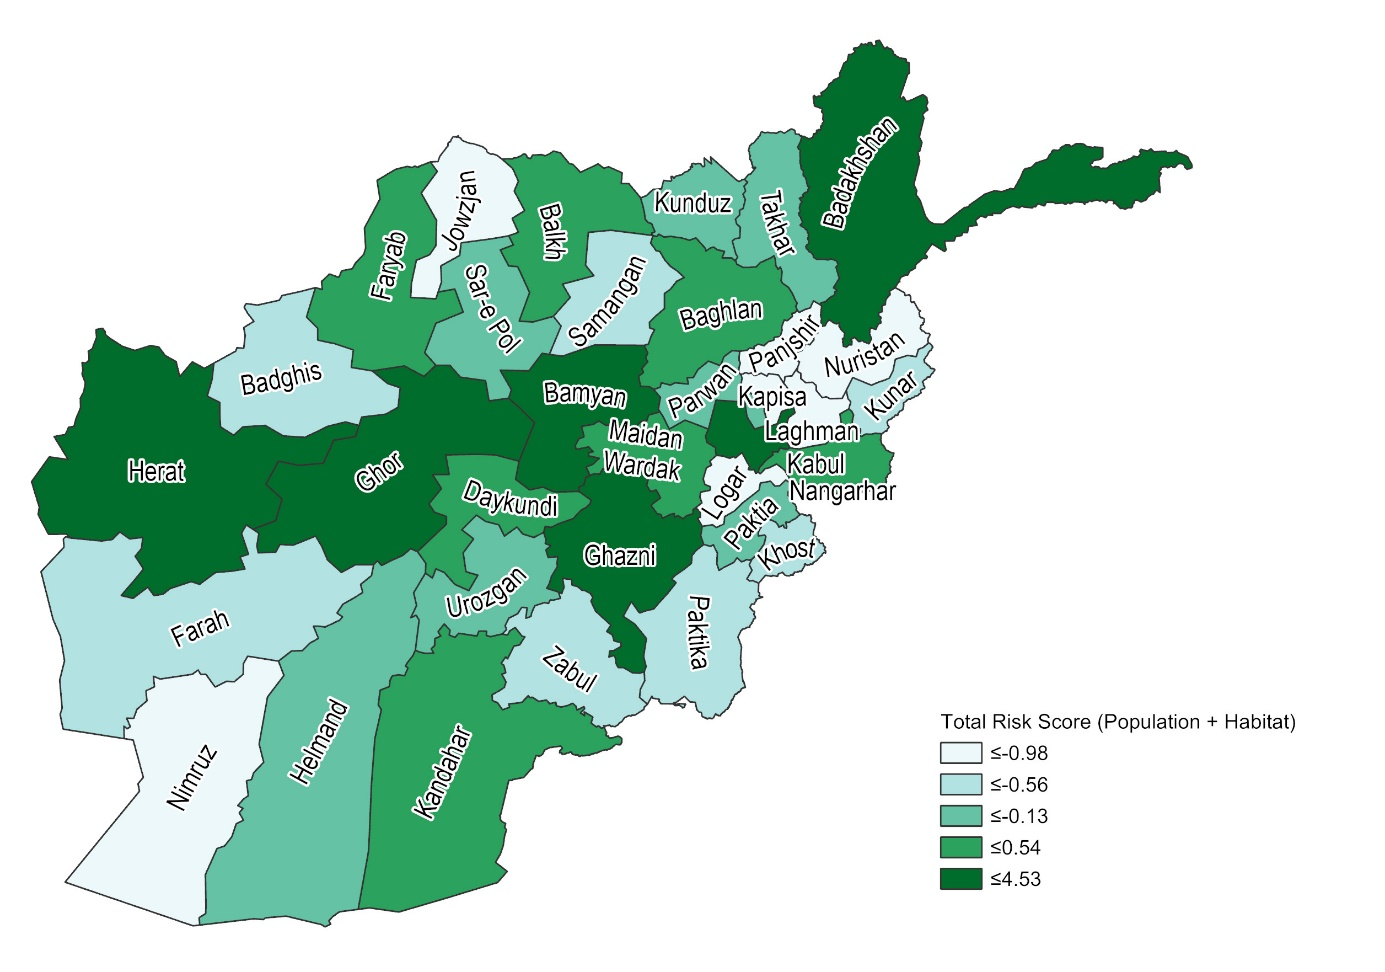 Badakhshan
Jowzjan
Balkh
Kunduz
Takhar
Faryab
Sar-e Pol
Samangan
Baghlan
Panjshir
Nuristan
Badghis
Bamyan
Parwan
Kapisa
Kunar
Maidan
Wardak
Laghman
Herat
Ghor
Kabul
Daykundi
Logar
Nangarhar
Paktia
Ghazni
Khost
Urozgan
Farah
Paktika
Zabul
Nimruz
Helmand
Kandahar
Total Risk Score (Population + Habitat)
≤-0.98
≤-0.56
≤-0.13
≤0.54
≤4.53